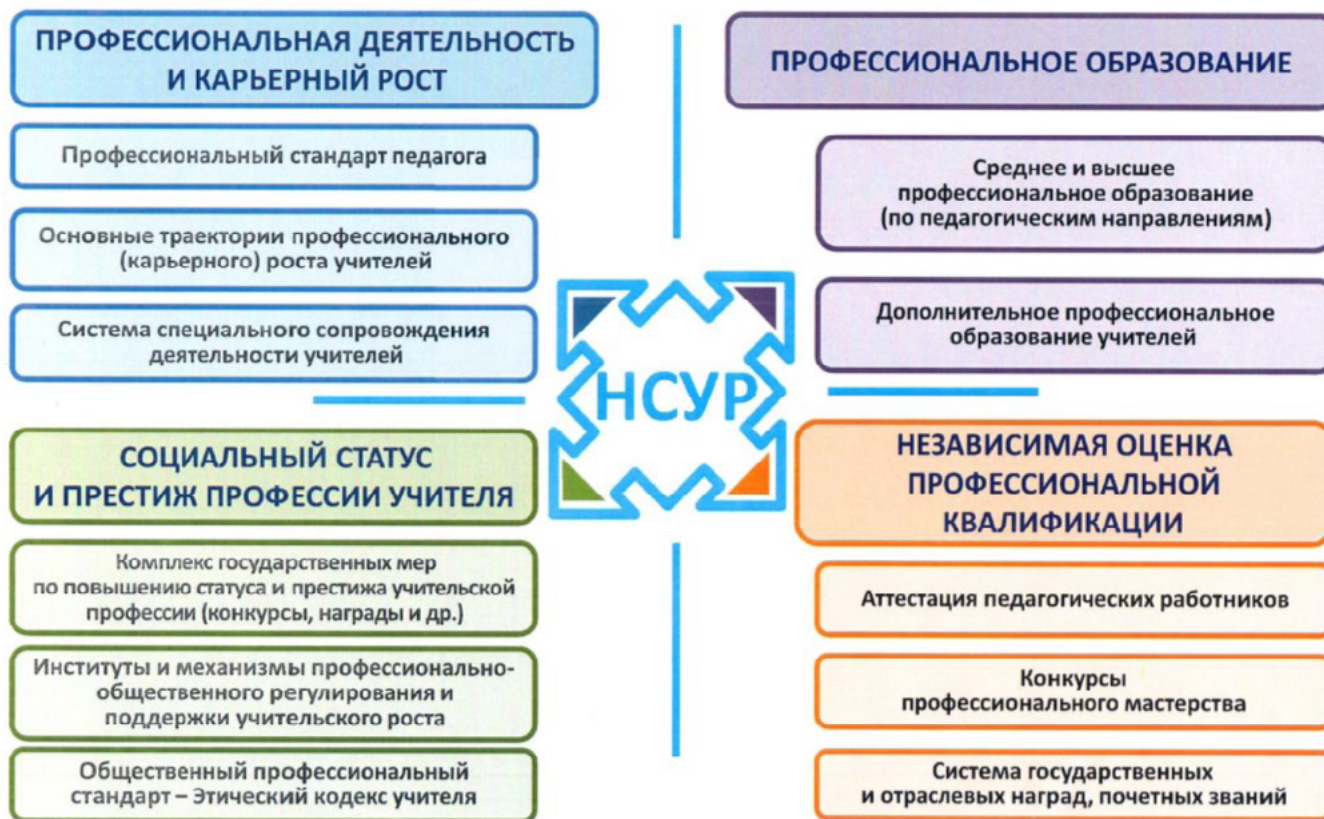 ПРОФЕССИОНАЛЬНАЯ ДЕЯТЕЛЬНОСТЬ
И КАРЬЕРНЫЙ РОСТ
Профессиональный стандарт педагога
Основные траектории профессионального
(карьерного) роста учителей
Система специального сопровождения
деятельности учителей
ПРОФЕССИОНАЛЬНОЕ ОБРАЗОВАНИЕ
Среднее и высшее
профессиональное образование
(по педагогическим направлениям)
Дополнительное профессиональное
образование учителей
НСУР
СОЦИАЛЬНЫЙ СТАТУС
И ПРЕСТИЖ ПРОФЕССИИ УЧИТЕЛЯ
Комплекс государственных мер
по повышению статуса и престижа учительской
профессии (конкурсы, награды и др.)
Институты и механизмы профессионально-
общественного регулирования и
поддержки учительского роста
Общественный профессиональный
стандарт – Этический кодекс учителя
НЕЗАВИСИМАЯ ОЦЕНКА
ПРОФЕССИОНАЛЬНОЙ
КВАЛИФИКАЦИИ
Аттестация педагогических работников
Конкурсы
профессионального мастерства
Система государственных
и отраслевых наград, почетных званий